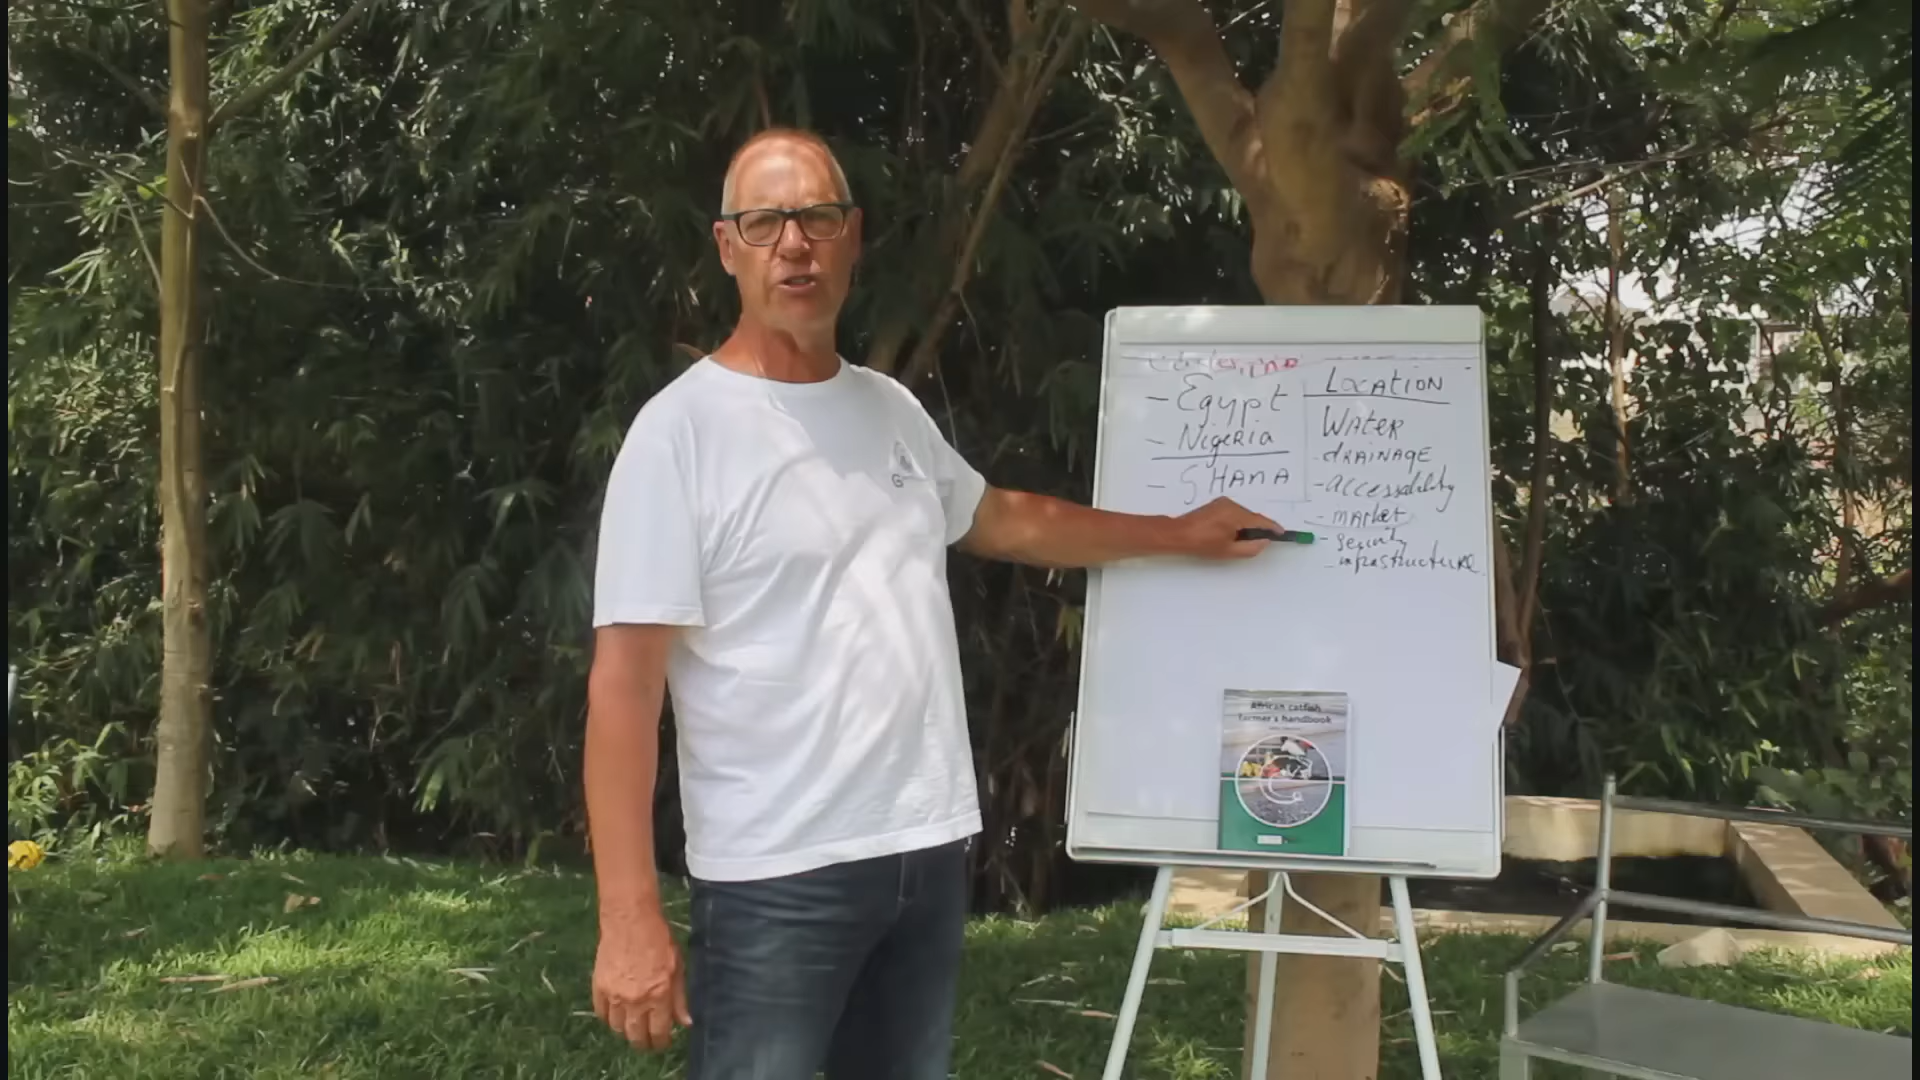 - Egypt
- Nigeria
- GHANA
LOCATION
WATER
- dRAINAGE
- accessability
- market
- security
- infrastructure
African catfish
farmer's handbook